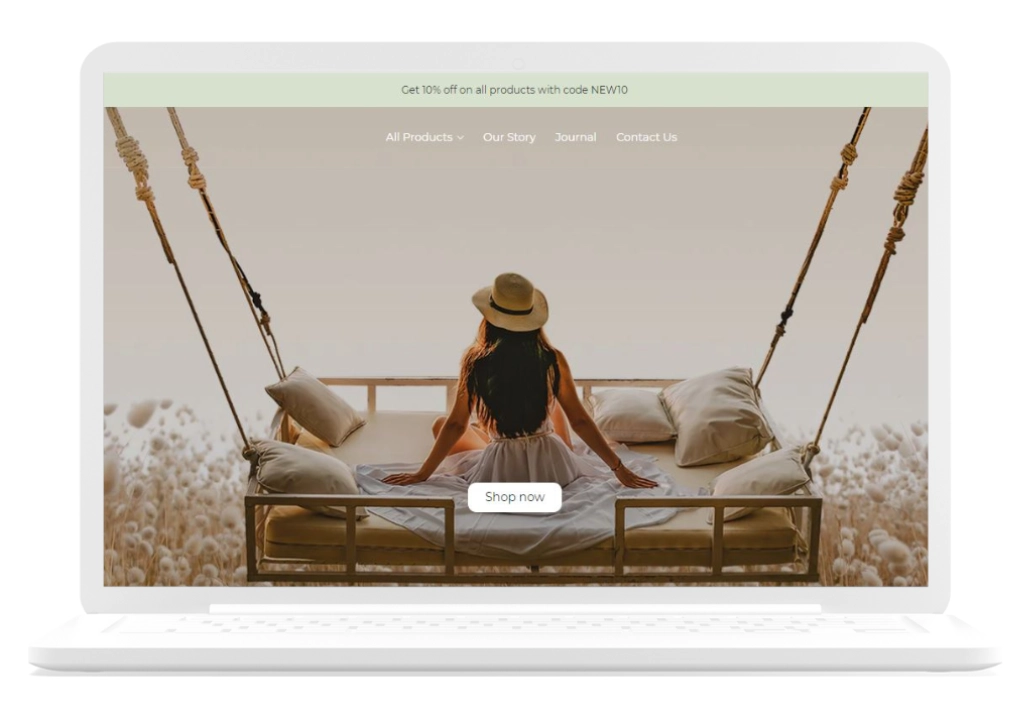 Get 10% off on all products with code NEW10
All Products Our Story Journal Contact Us
Shop now